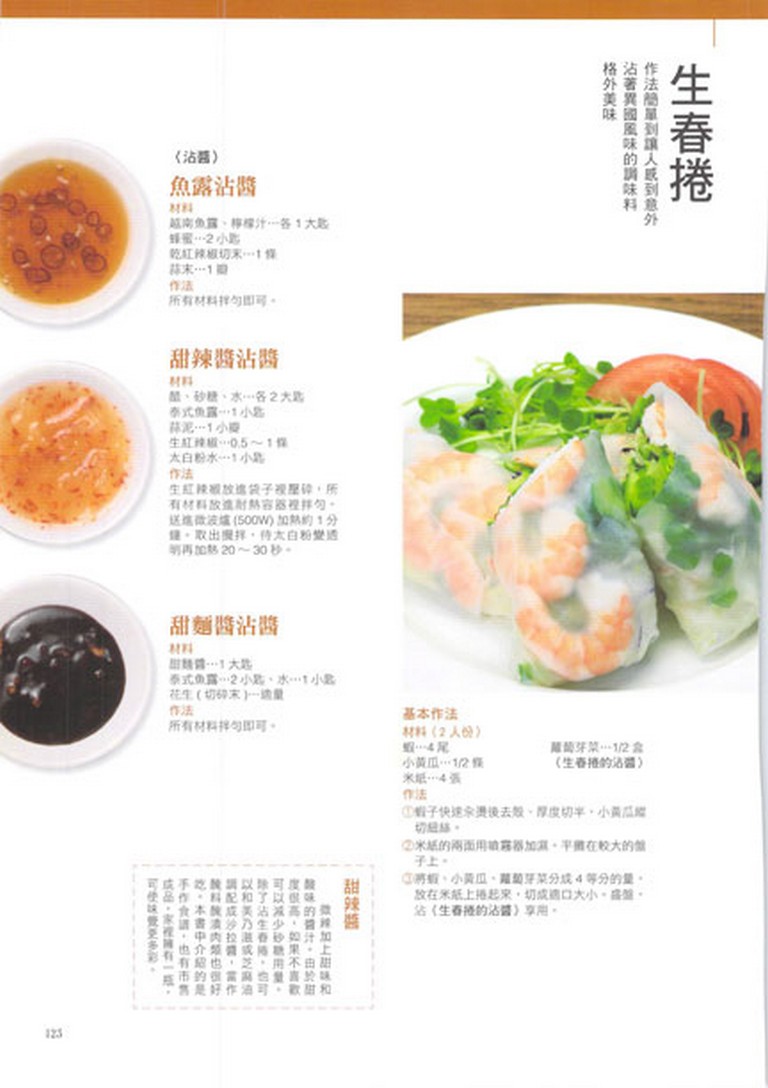 生春捲
作法簡單到讓人感到意外
沾著異國風味的調味料
格外美味
〈沾醬〉
魚露沾醬
材料
越南魚露、檸檬汁…各 1 大匙
蜂蜜…2 小匙
乾紅辣椒切末…1 條
蒜末…1 瓣
作法
所有材料拌勻即可。
甜辣醬沾醬
材料
醋、砂糖、水…各 2 大匙
泰式魚露…1 小匙
蒜泥…1 小瓣
生紅辣椒…0.5 ～ 1 條
太白粉水…1 小匙
作法
生紅辣椒放進袋子裡壓碎，所
有材料放進耐熱容器裡拌勻。
送進微波爐 (500W) 加熱約 1 分
鐘。取出攪拌，待太白粉變透
明再加熱 20 ～ 30 秒。
甜麵醬沾醬
材料
甜麵醬…1 大匙
泰式魚露…2 小匙、水…1 小匙
花生 ( 切碎末 )…適量
作法
所有材料拌勻即可。
基本作法
材料（2 人份）
蝦…4 尾
小黃瓜…1/2 條
米紙…4 張
蘿蔔芽菜…1/2 盒
〈生春捲的沾醬〉
作法
①蝦子快速汆燙後去殼、厚度切半，小黃瓜縱
切細絲。
②米紙的兩面用噴霧器加濕。平攤在較大的盤
子上。
③將蝦、小黃瓜、蘿蔔芽菜分成 4 等分的量，
放在米紙上捲起來，切成適口大小。盛盤，
沾〈生春捲的沾醬〉享用。
甜辣醬
微辣加上甜味和
酸味的醬汁。由於甜
度很高，如果不喜歡
可以減少砂糖用量。
除了沾生春捲，也可
以和美乃滋或芝麻油
調配成沙拉醬，當作
醃料醃漬肉類也很好
吃。本書中介紹的是
手作食譜，也有市售
成品，家裡擁有一瓶，
可使味覺更多彩。
123